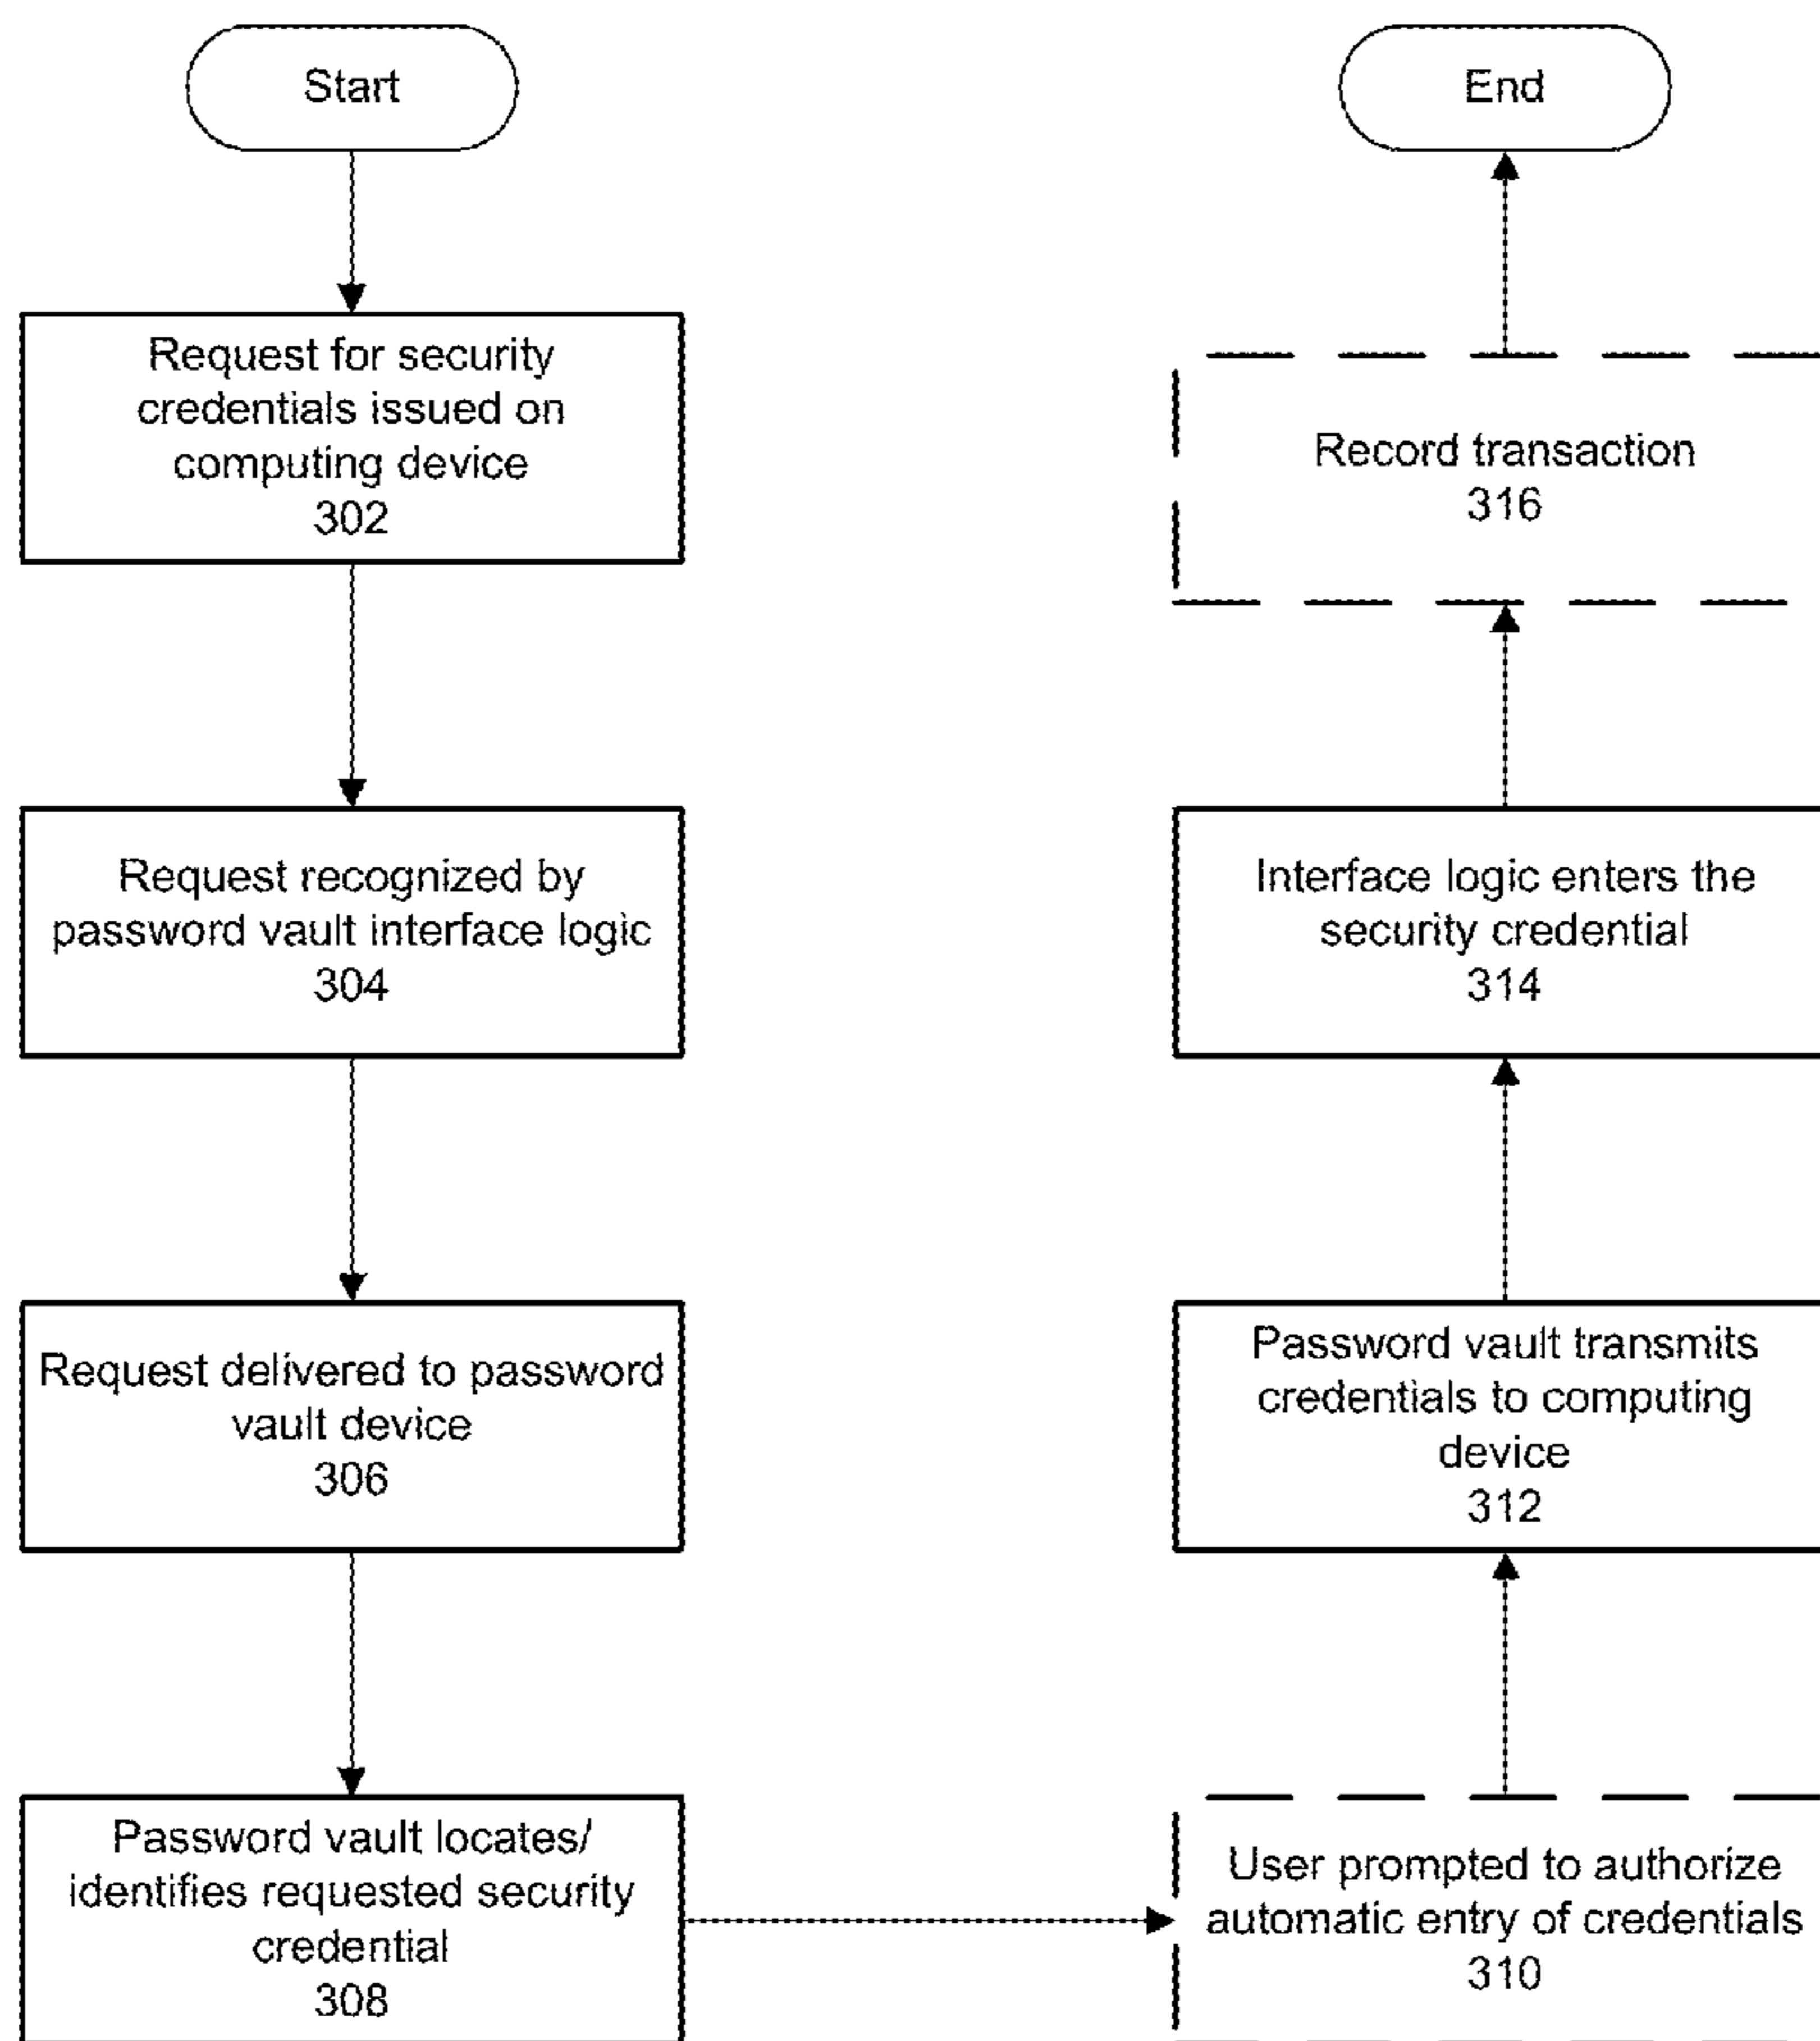 Start
Request for security
credentials issued on
computing device
302
Request recognized by
password vault interface logic
304
Request delivered to password
vault device
306
Password vault locates/
identifies requested security
credential
308
User prompted to authorize
automatic entry of credentials
310
Password vault transmits
credentials to computing
device
312
Interface logic enters the
security credential
314
Record transaction
316
End